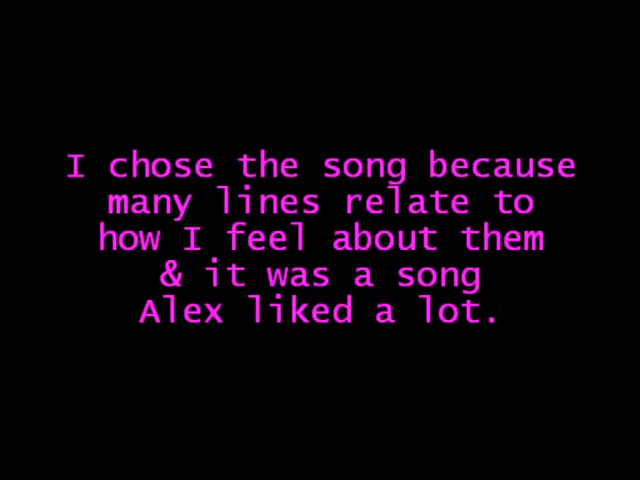 I chose the song because
many lines relate to
how I feel about them
& it was a song
Alex liked a lot.